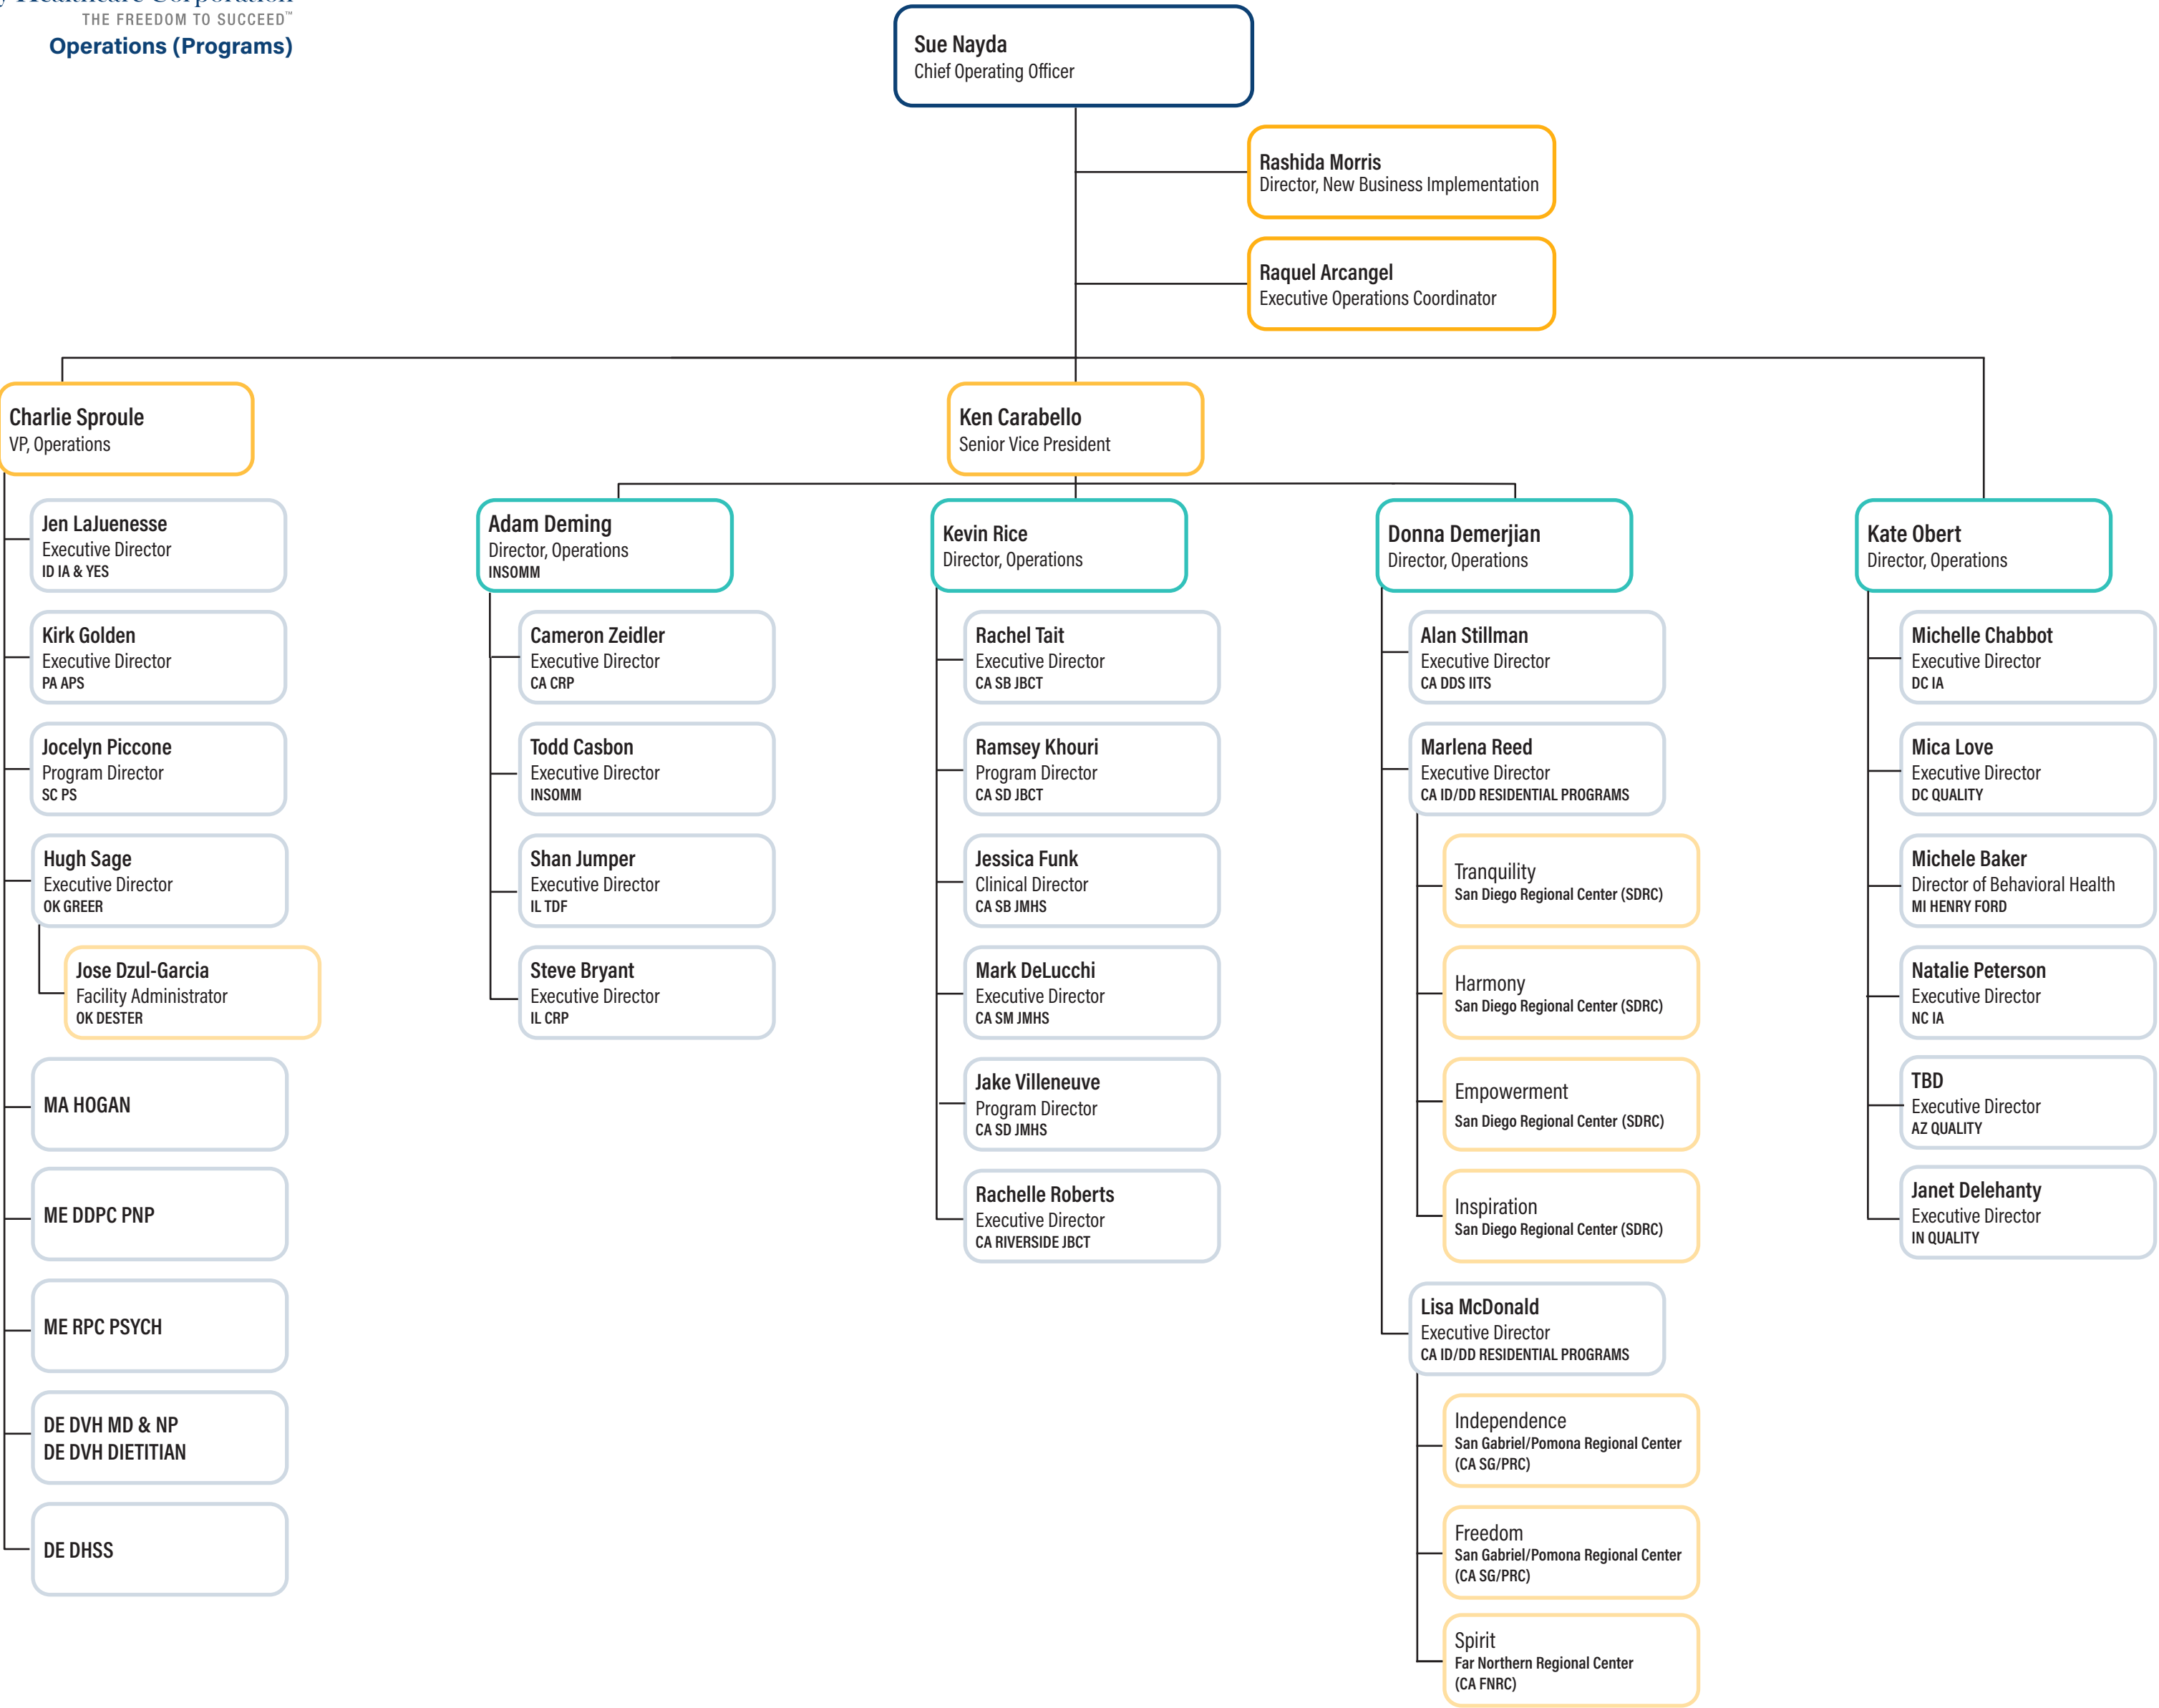 Healthcare Corporation
THE FREEDOM TO SUCCEED™
Operations (Programs)
Sue Nayda
Chief Operating Officer
Rashida Morris
Director, New Business Implementation
Raquel Arcangel
Executive Operations Coordinator
Charlie Sproule
VP, Operations
Jen LaJuenesse
Executive Director
ID IA & YES
Kirk Golden
Executive Director
PA APS
Jocelyn Piccone
Program Director
SC PS
Hugh Sage
Executive Director
OK GREER
Jose Dzul-Garcia
Facility Administrator
OK DESTER
MA HOGAN
ME DDPC PNP
ME RPC PSYCH
DE DVH MD & NP
DE DVH DIETITIAN
DE DHSS
Ken Carabello
Senior Vice President
Adam Deming
Director, Operations
INSOMM
Cameron Zeidler
Executive Director
CA CRP
Todd Casbon
Executive Director
INSOMM
Shan Jumper
Executive Director
IL TDF
Steve Bryant
Executive Director
IL CRP
Kevin Rice
Director, Operations
Rachel Tait
Executive Director
CA SB JBCT
Ramsey Khouri
Program Director
CA SD JBCT
Jessica Funk
Clinical Director
CA SB JMHS
Mark DeLucchi
Executive Director
CA SM JMHS
Jake Villeneuve
Program Director
CA SD JMHS
Rachelle Roberts
Executive Director
CA RIVERSIDE JBCT
Donna Demerjian
Director, Operations
Alan Stillman
Executive Director
CA DDS IITS
Marlena Reed
Executive Director
CA ID/DD RESIDENTIAL PROGRAMS
Tranquility
San Diego Regional Center (SDRC)
Harmony
San Diego Regional Center (SDRC)
Empowerment
San Diego Regional Center (SDRC)
Inspiration
San Diego Regional Center (SDRC)
Lisa McDonald
Executive Director
CA ID/DD RESIDENTIAL PROGRAMS
Independence
San Gabriel/Pomona Regional Center
(CA SG/PRC)
Freedom
San Gabriel/Pomona Regional Center
(CA SG/PRC)
Spirit
Far Northern Regional Center
(CA FNRC)
Kate Obert
Director, Operations
Michelle Chabbot
Executive Director
DC IA
Mica Love
Executive Director
DC QUALITY
Michele Baker
Director of Behavioral Health
MI HENRY FORD
Natalie Peterson
Executive Director
NC IA
TBD
Executive Director
AZ QUALITY
Janet Delehanty
Executive Director
IN QUALITY